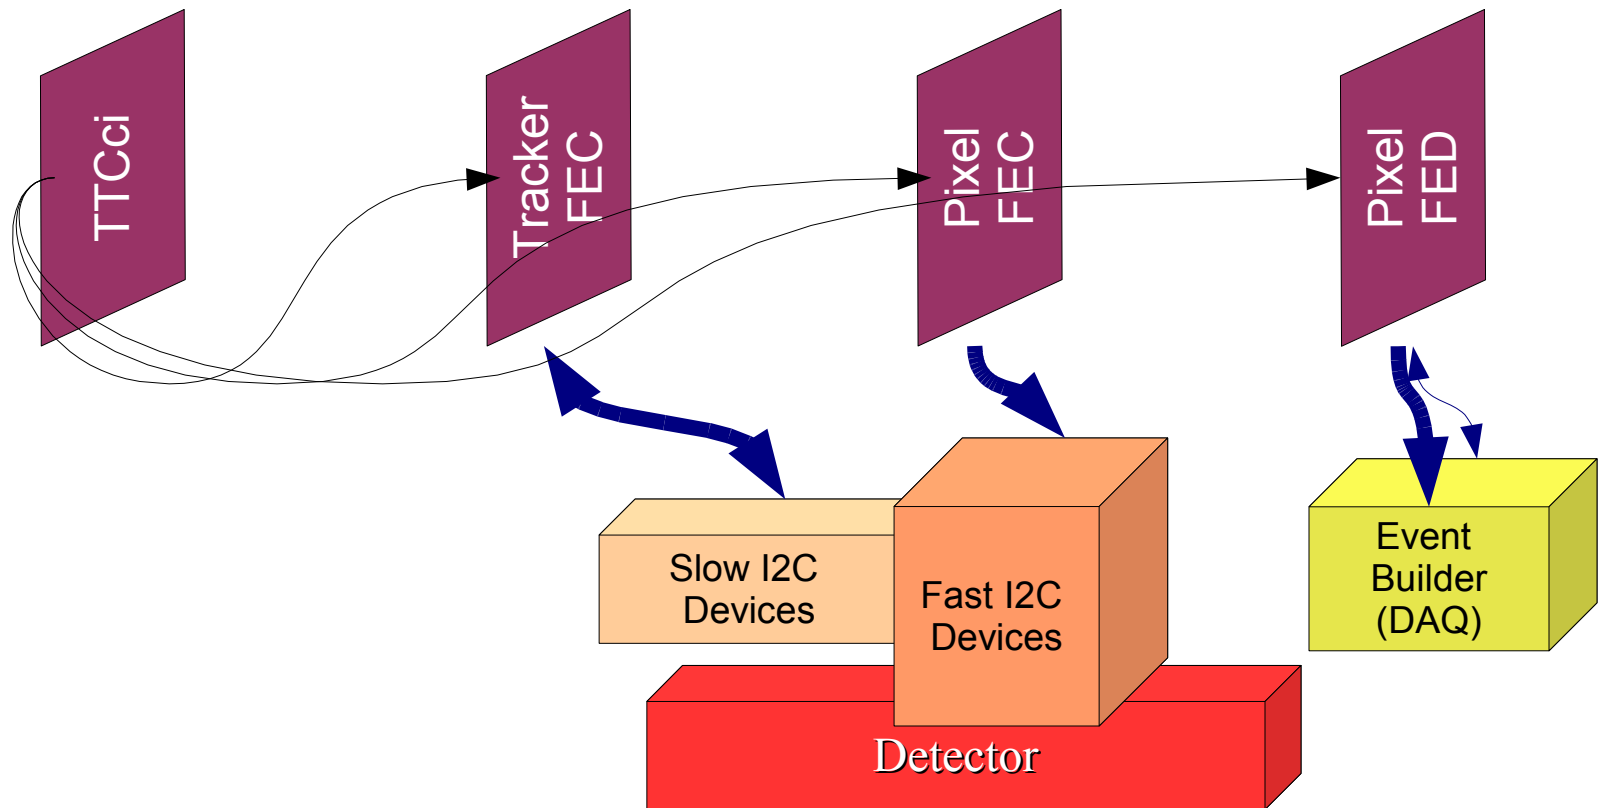 TTCci
Tracker
FEC
Pixel
FEC
Pixel
FED
Slow I2C
Devices
Fast I2C
Devices
Event
Builder
(DAQ)
Detector